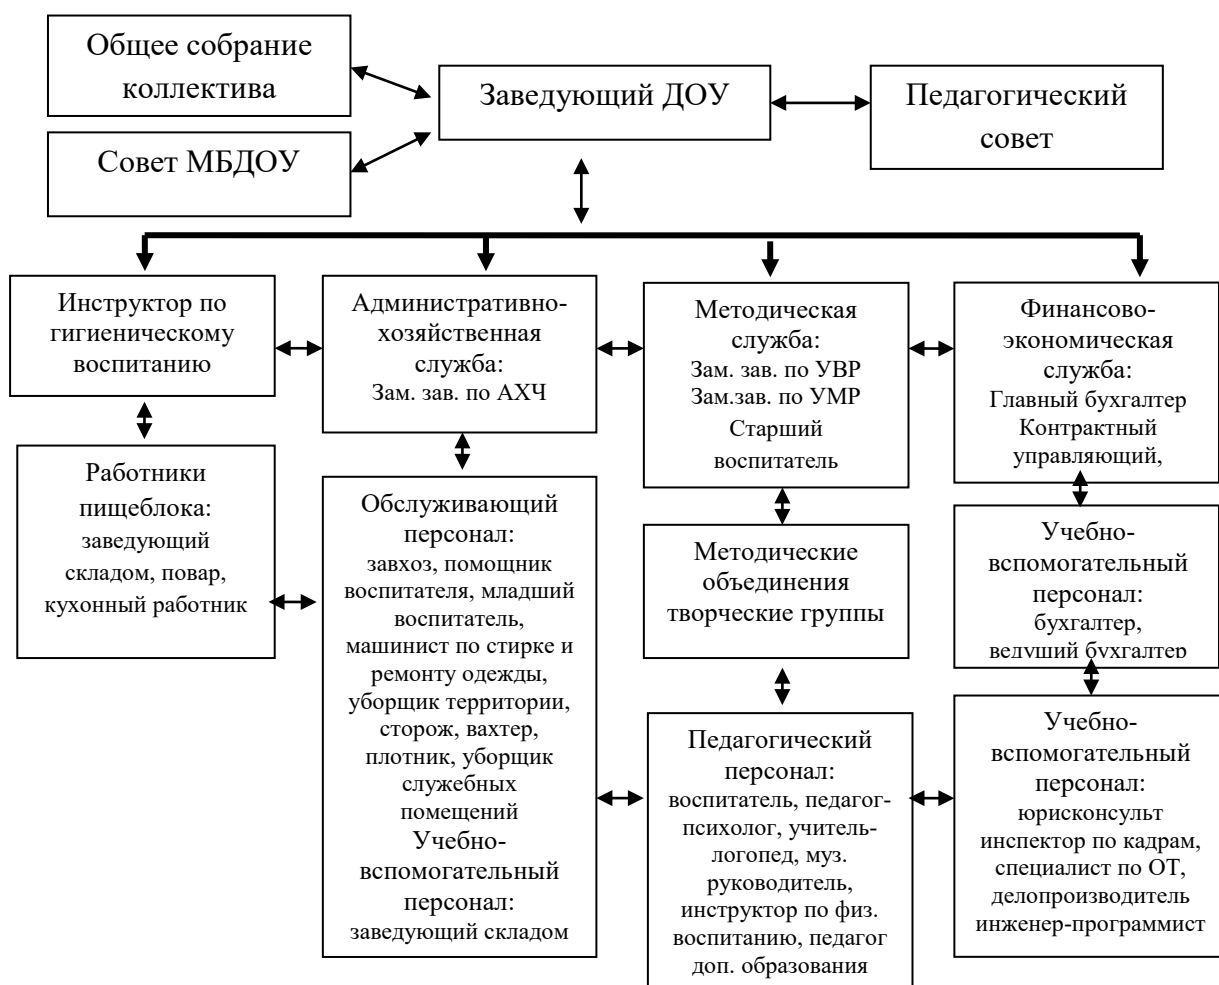 Общее собрание
коллектива
Заведующий ДОУ
Педагогический
совет
Совет МБДОУ
Инструктор по
гигиеническому
воспитанию
Административно-
хозяйственная
служба:
Зам. зав. по АХЧ
Методическая
служба:
Зам. зав. по УВР
Зам.зав. по УМР
Старший
воспитатель
Финансово-
экономическая
служба:
Главный бухгалтер
Контрактный
управляющий,
Работники
пищеблока:
заведующий
складом, повар,
кухонный работник
Обслуживающий
персонал:
завхоз, помощник
воспитателя, младший
воспитатель,
машинист по стирке и
ремонту одежды,
уборщик территории,
сторож, вахтер,
плотник, уборщик
служебных
помещений
Учебно-
вспомогательный
персонал:
заведующий складом
Методические
объединения
творческие группы
Учебно-
вспомогательный
персонал:
бухгалтер,
ведущий бухгалтер
Педагогический
персонал:
воспитатель, педагог-
психолог, учитель-
логопед, муз.
руководитель,
инструктор по физ.
воспитанию, педагог
доп. образования
Учебно-
вспомогательный
персонал:
юрисконсульт
инспектор по кадрам,
специалист по ОТ,
делопроизводитель
инженер-программист